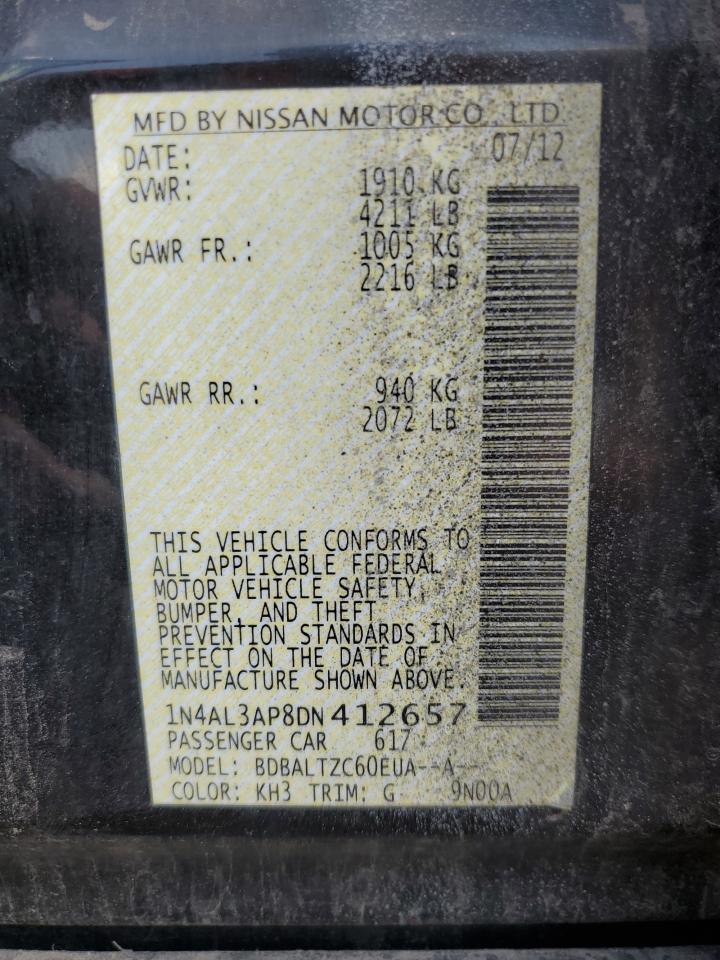 MFD BY NISSAN MOTOR CO., LTD.
DATE: 07/12
GVWR: 1910 KG
4211 LB
GAWR FR.: 1005 KG
2216 LB
GAWR RR.: 940 KG
2072 LB
THIS VEHICLE CONFORMS TO
ALL APPLICABLE FEDERAL
MOTOR VEHICLE SAFETY,
BUMPER, AND THEFT
PREVENTION STANDARDS IN
EFFECT ON THE DATE OF
MANUFACTURE SHOWN ABOVE.
1N4AL3AP8DN412657
PASSENGER CAR 617
MODEL: BDBALTZC60EUA--A--
COLOR: KH3 TRIM: G 9N00A